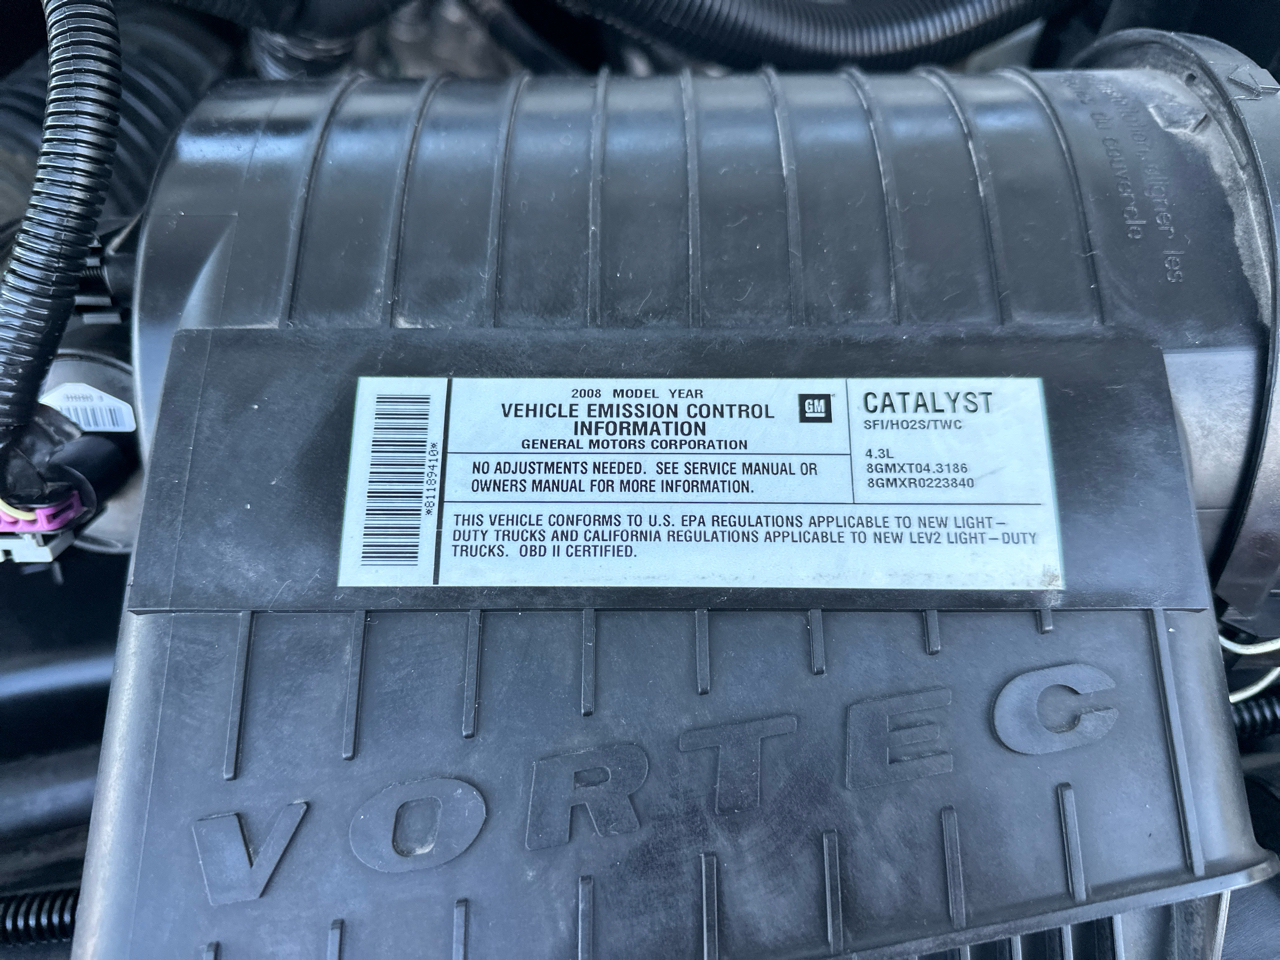 2008 MODEL YEAR
VEHICLE EMISSION CONTROL
INFORMATION
GENERAL MOTORS CORPORATION
GM
NO ADJUSTMENTS NEEDED. SEE SERVICE MANUAL OR
OWNERS MANUAL FOR MORE INFORMATION.
CATALYST
SFI/HO2S/TWC
4.3L
8GMXT04.3186
8GMXR0223840
THIS VEHICLE CONFORMS TO U.S. EPA REGULATIONS APPLICABLE TO NEW LIGHT-
DUTY TRUCKS AND CALIFORNIA REGULATIONS APPLICABLE TO NEW LEV2 LIGHT-DUTY
TRUCKS. OBD II CERTIFIED.
*81189410*
les
du couvercle
VORTEC